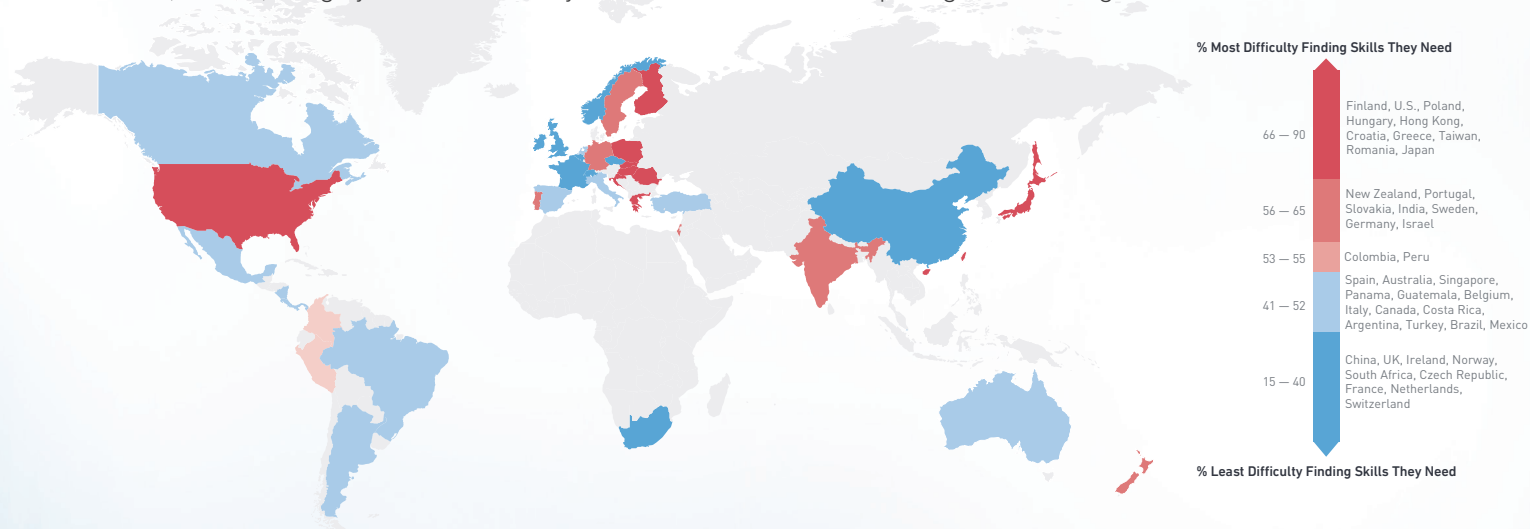 % Most Difficulty Finding Skills They Need
66 — 90
Finland, U.S., Poland,
Hungary, Hong Kong,
Croatia, Greece, Taiwan,
Romania, Japan
56 — 65
New Zealand, Portugal,
Slovakia, India, Sweden,
Germany, Israel
53 — 55
Colombia, Peru
41 — 52
Spain, Australia, Singapore,
Panama, Guatemala, Belgium,
Italy, Canada, Costa Rica,
Argentina, Turkey, Brazil, Mexico
15 — 40
China, UK, Ireland, Norway,
South Africa, Czech Republic,
France, Netherlands,
Switzerland
% Least Difficulty Finding Skills They Need